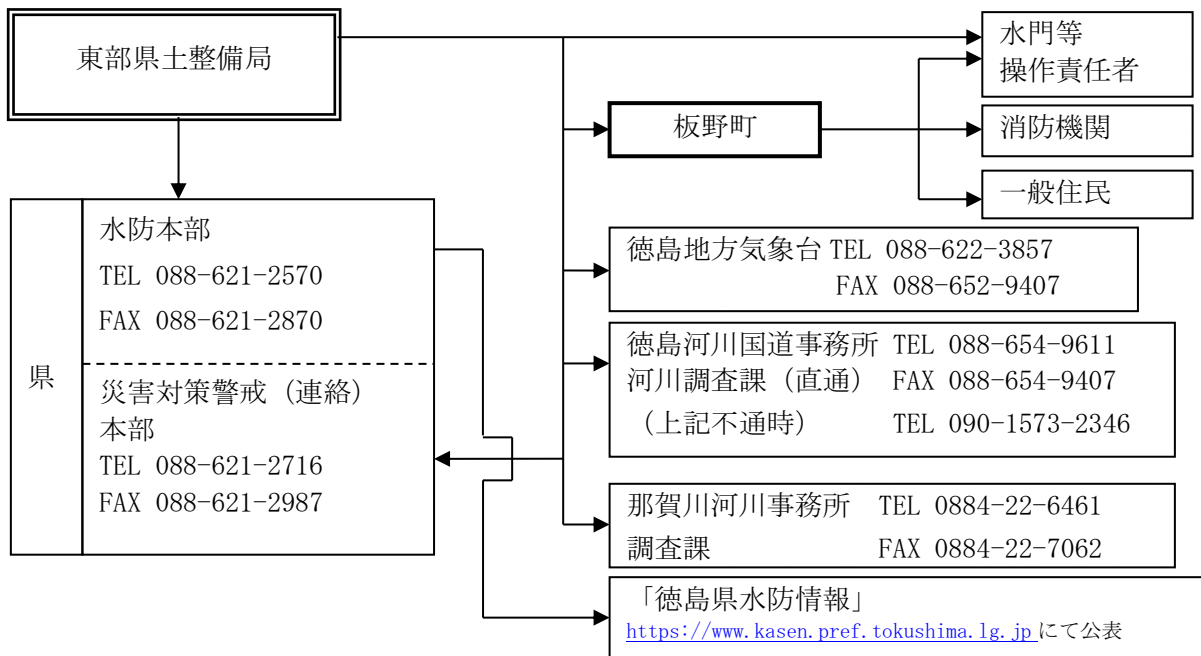 東部県土整備局
水門等
操作責任者
板野町
消防機関
一般住民
県
水防本部
TEL 088-621-2570
FAX 088-621-2870
災害対策警戒（連絡）
本部
TEL 088-621-2716
FAX 088-621-2987
徳島地方気象台 TEL 088-622-3857
FAX 088-652-9407
徳島河川国道事務所 TEL 088-654-9611
河川調査課（直通） FAX 088-654-9407
（上記不通時） TEL 090-1573-2346
那賀川河川事務所 TEL 0884-22-6461
調査課 FAX 0884-22-7062
「徳島県水防情報」
https://www.kasen.pref.tokushima.lg.jp にて公表